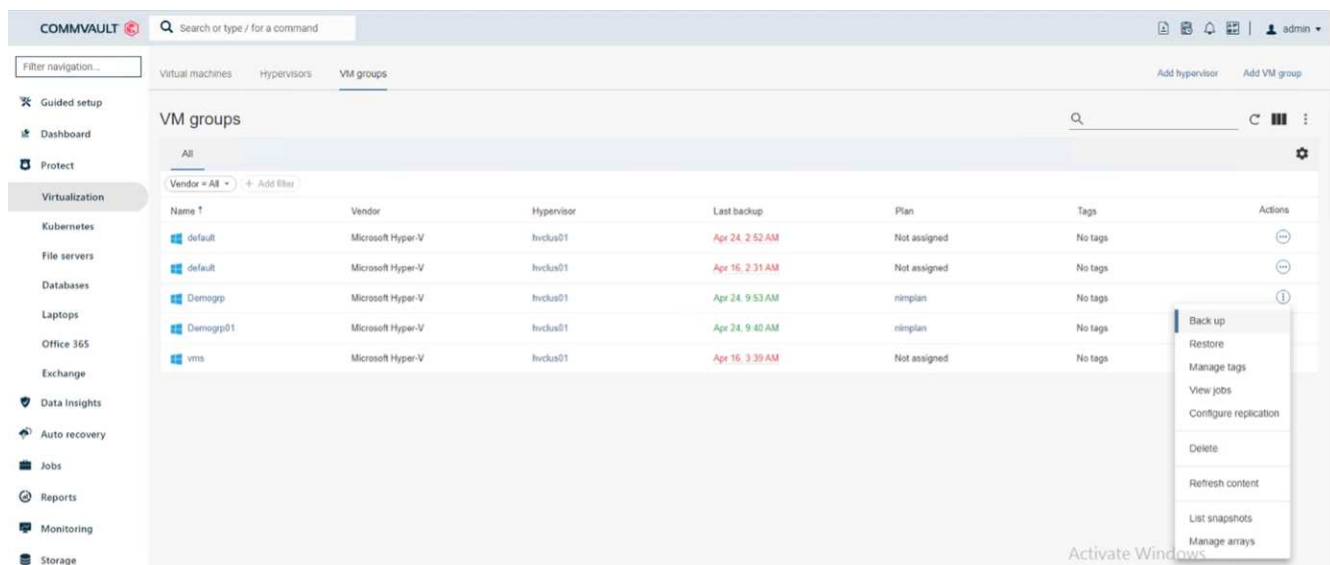 COMMVAULT Search or type / for a command admin
Filter navigation... Virtual machines Hypervisors VM groups Add hypervisor Add VM group
Guided setup
VM groups
Dashboard
All
Protect
Vendor = All + Add filter
Virtualization
Name ↑ Vendor Hypervisor Last backup Plan Tags Actions
Kubernetes
default Microsoft Hyper-V hvclus01 Apr 24, 2:52 AM Not assigned No tags
File servers
default Microsoft Hyper-V hvclus01 Apr 16, 2:31 AM Not assigned No tags
Databases
Demogrp Microsoft Hyper-V hvclus01 Apr 24, 9:53 AM nimplan No tags
Laptops
Back up
Demogrp01 Microsoft Hyper-V hvclus01 Apr 24, 9:40 AM nimplan No tags
Office 365
Restore
vms Microsoft Hyper-V hvclus01 Apr 16, 3:39 AM Not assigned No tags
Manage tags
Exchange
View jobs
Data Insights
Configure replication
Auto recovery
Delete
Jobs
Refresh content
Reports
List snapshots
Monitoring
Manage arrays
Activate Windows
Storage